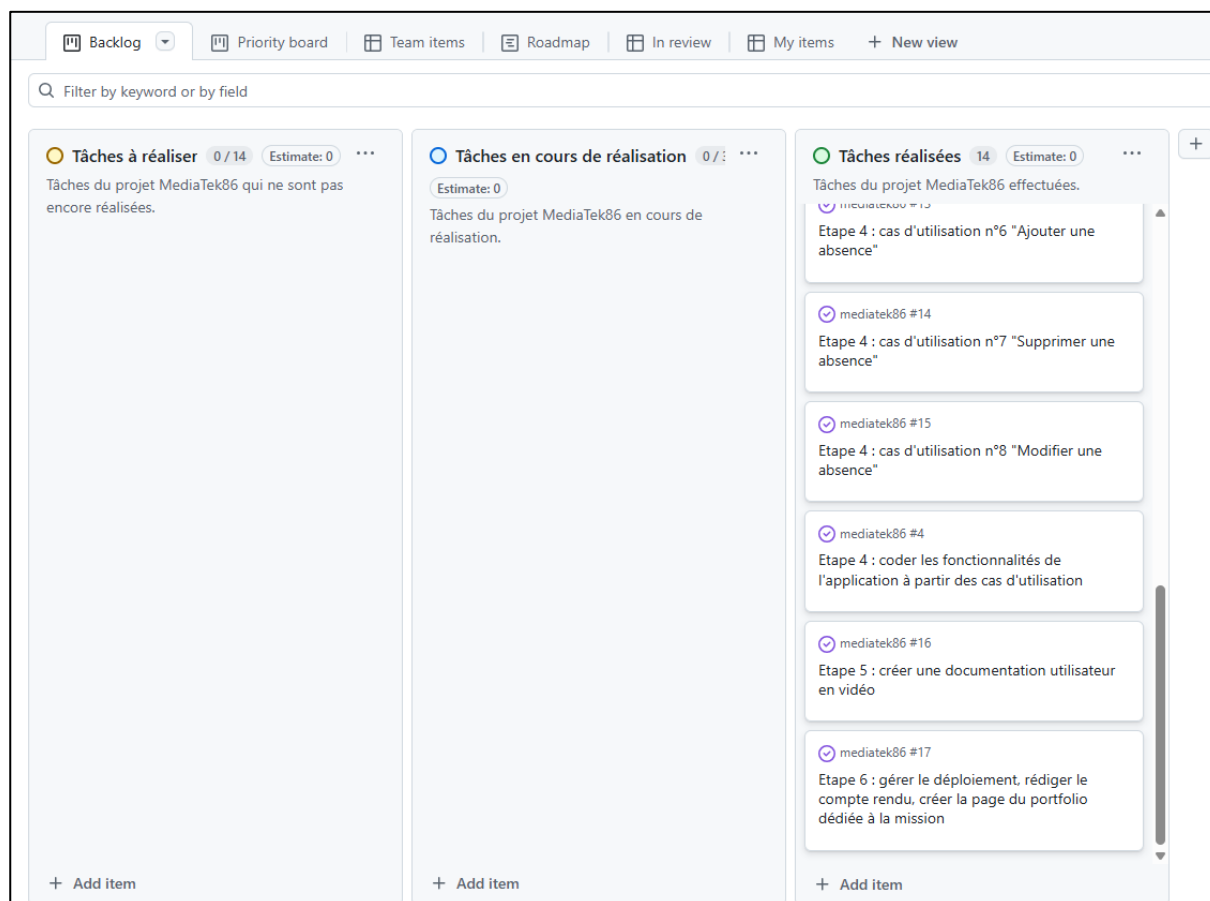 Backlog
Priority board
Team items
Roadmap
In review
My items
+ New view
Filter by keyword or by field
Tâches à réaliser 0 / 14 Estimate: 0 ...
Tâches du projet MediaTek86 qui ne sont pas
encore réalisées.
+ Add item
Tâches en cours de réalisation 0 / ...
Estimate: 0
Tâches du projet MediaTek86 en cours de
réalisation.
+ Add item
Tâches réalisées 14 Estimate: 0 ...
Tâches du projet MediaTek86 effectuées.
mediatek86 #13
Etape 4 : cas d'utilisation n°6 "Ajouter une
absence"
mediatek86 #14
Etape 4 : cas d'utilisation n°7 "Supprimer une
absence"
mediatek86 #15
Etape 4 : cas d'utilisation n°8 "Modifier une
absence"
mediatek86 #4
Etape 4 : coder les fonctionnalités de
l'application à partir des cas d'utilisation
mediatek86 #16
Etape 5 : créer une documentation utilisateur
en vidéo
mediatek86 #17
Etape 6 : gérer le déploiement, rédiger le
compte rendu, créer la page du portfolio
dédiée à la mission
+ Add item
+